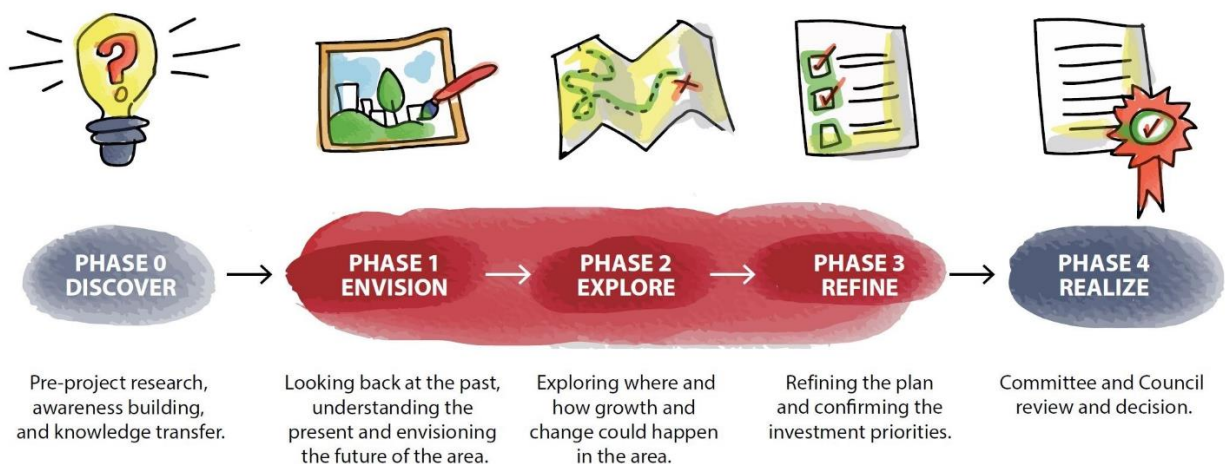 PHASE 0
DISCOVER
PHASE 1
ENVISION
PHASE 2
EXPLORE
PHASE 3
REFINE
PHASE 4
REALIZE
Pre-project research,
awareness building,
and knowledge transfer.
Looking back at the past,
understanding the
present and envisioning
the future of the area.
Exploring where and
how growth and
change could happen
in the area.
Refining the plan
and confirming the
investment priorities.
Committee and Council
review and decision.